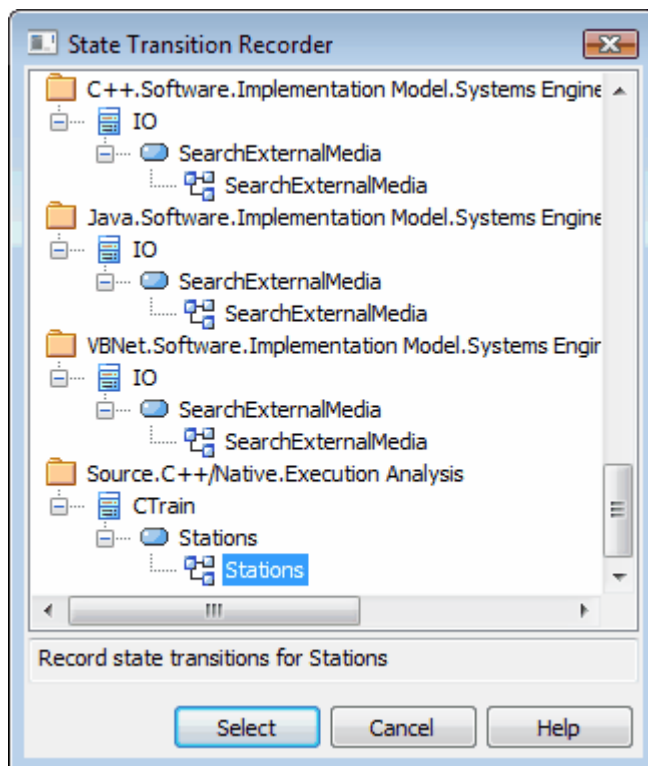 State Transition Recorder
C++.Software.Implementation Model.Systems Engine
IO
SearchExternalMedia
SearchExternalMedia
Java.Software.Implementation Model.Systems Engine
IO
SearchExternalMedia
SearchExternalMedia
VBNet.Software.Implementation Model.Systems Engir
IO
SearchExternalMedia
SearchExternalMedia
Source.C++/Native.Execution Analysis
CTrain
Stations
Stations
Record state transitions for Stations
Select Cancel Help